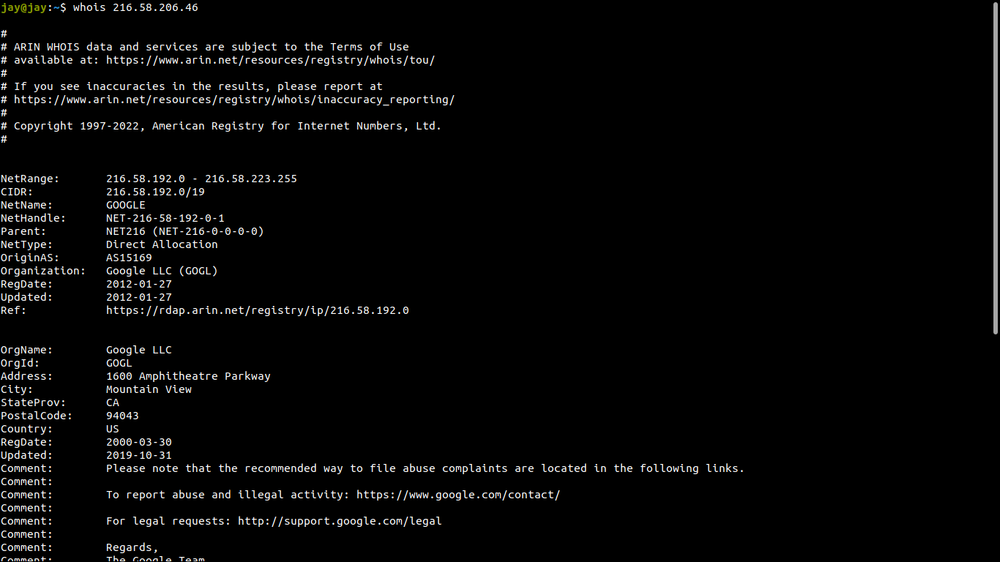 jay@jay:~$ whois 216.58.206.46
#
# ARIN WHOIS data and services are subject to the Terms of Use
# available at: https://www.arin.net/resources/registry/whois/tou/
#
# If you see inaccuracies in the results, please report at
# https://www.arin.net/resources/registry/whois/inaccuracy_reporting/
#
# Copyright 1997-2022, American Registry for Internet Numbers, Ltd.
#
NetRange:       216.58.192.0 - 216.58.223.255
CIDR:           216.58.192.0/19
NetName:        GOOGLE
NetHandle:      NET-216-58-192-0-1
Parent:         NET216 (NET-216-0-0-0-0)
NetType:        Direct Allocation
OriginAS:       AS15169
Organization:   Google LLC (GOGL)
RegDate:        2012-01-27
Updated:        2012-01-27
Ref:            https://rdap.arin.net/registry/ip/216.58.192.0
OrgName:        Google LLC
OrgId:          GOGL
Address:        1600 Amphitheatre Parkway
City:           Mountain View
StateProv:      CA
PostalCode:     94043
Country:        US
RegDate:        2000-03-30
Updated:        2019-10-31
Comment:        Please note that the recommended way to file abuse complaints are located in the following links.
Comment:
Comment:        To report abuse and illegal activity: https://www.google.com/contact/
Comment:
Comment:        For legal requests: http://support.google.com/legal
Comment:
Comment:        Regards,
Comment:        The Google Team